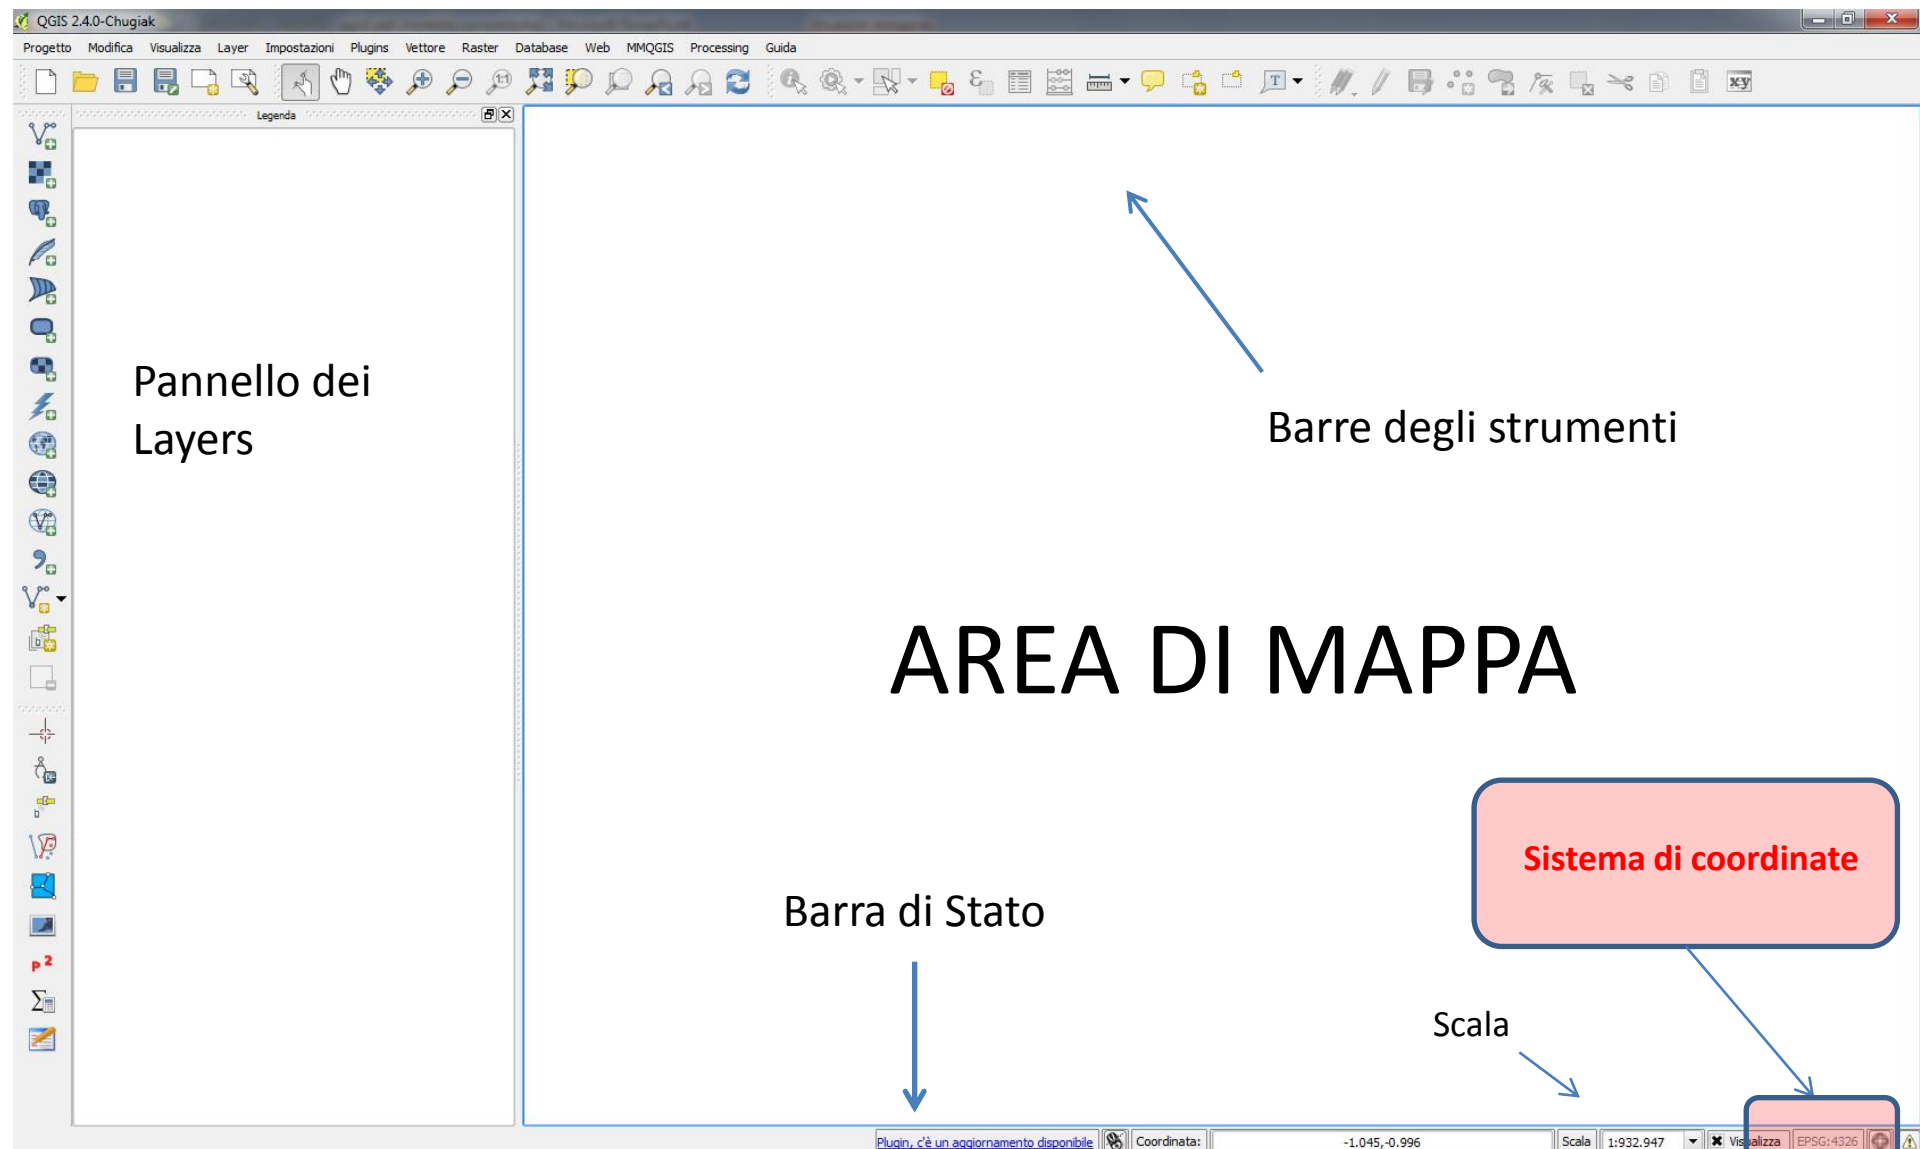 QGIS 2.4.0-Chugiak
Progetto Modifica Visualizza Layer Impostazioni Plugins Vettore Raster Database Web MMQGIS Processing Guida
Legenda
Pannello dei
Layers
Barre degli strumenti
AREA DI MAPPA
Sistema di coordinate
Barra di Stato
Scala
Plugin, c'è un aggiornamento disponibile Coordinata: -1.045,-0.996 Scala 1:932.947 Visualizza EPSG:4326